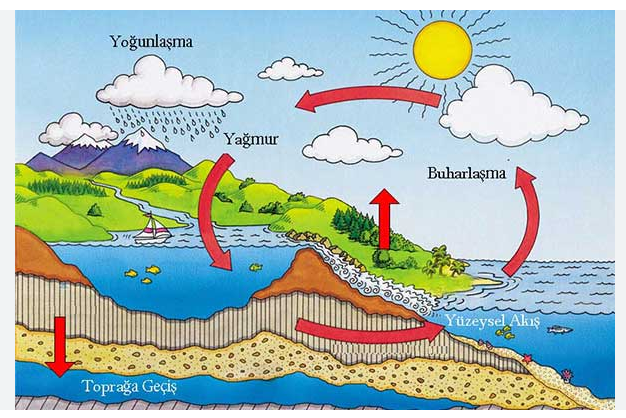 Yoğunlaşma
Yağmur
Buharlaşma
Yüzeysel Akış
Toprağa Geçiş